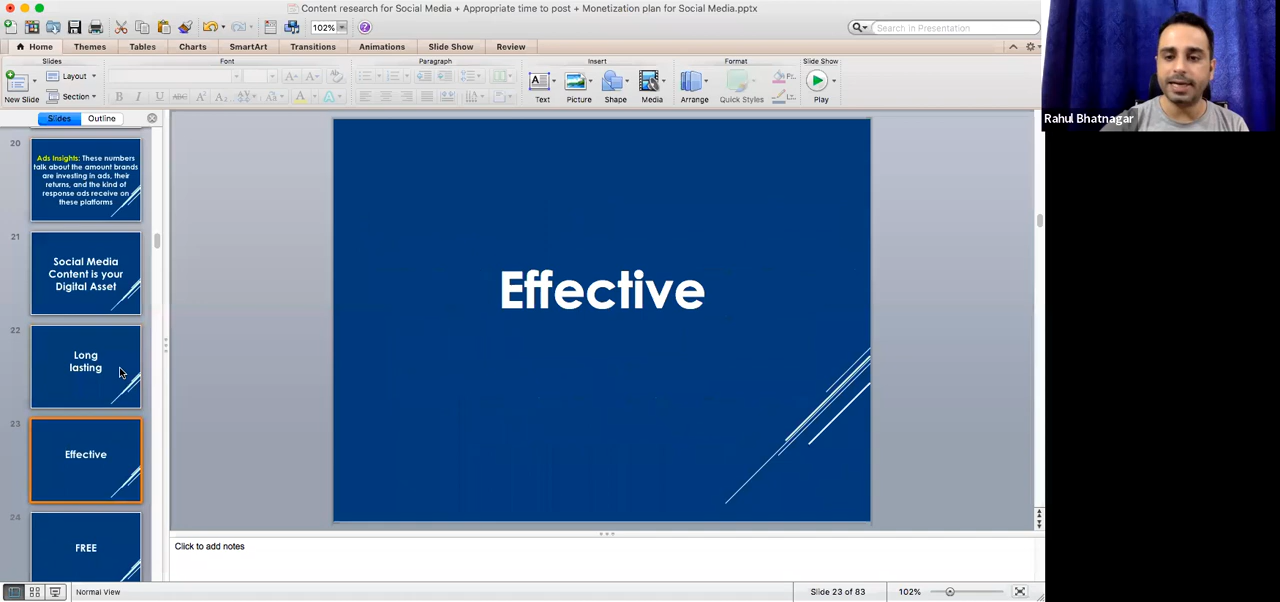 Content research for Social Media + Appropriate time to post + Monetization plan for Social Media.pptx
102%
Search in Presentation
Home
Themes
Tables
Charts
SmartArt
Transitions
Animations
Slide Show
Review
Slides
Font
Paragraph
Insert
Format
Slide Show
New Slide
Layout
Section
B I U ABC
Text
Picture
Shape
Media
Arrange
Quick Styles
Play
Rahul Bhatnagar
Slides
Outline
20
Ads Insights: These numbers
talk about the amount brands
are investing in ads, their
returns, and the kind of
response ads receive on
these platforms
21
Social Media
Content is your
Digital Asset
22
Long
lasting
23
Effective
24
FREE
Effective
Click to add notes
Normal View
Slide 23 of 83
102%